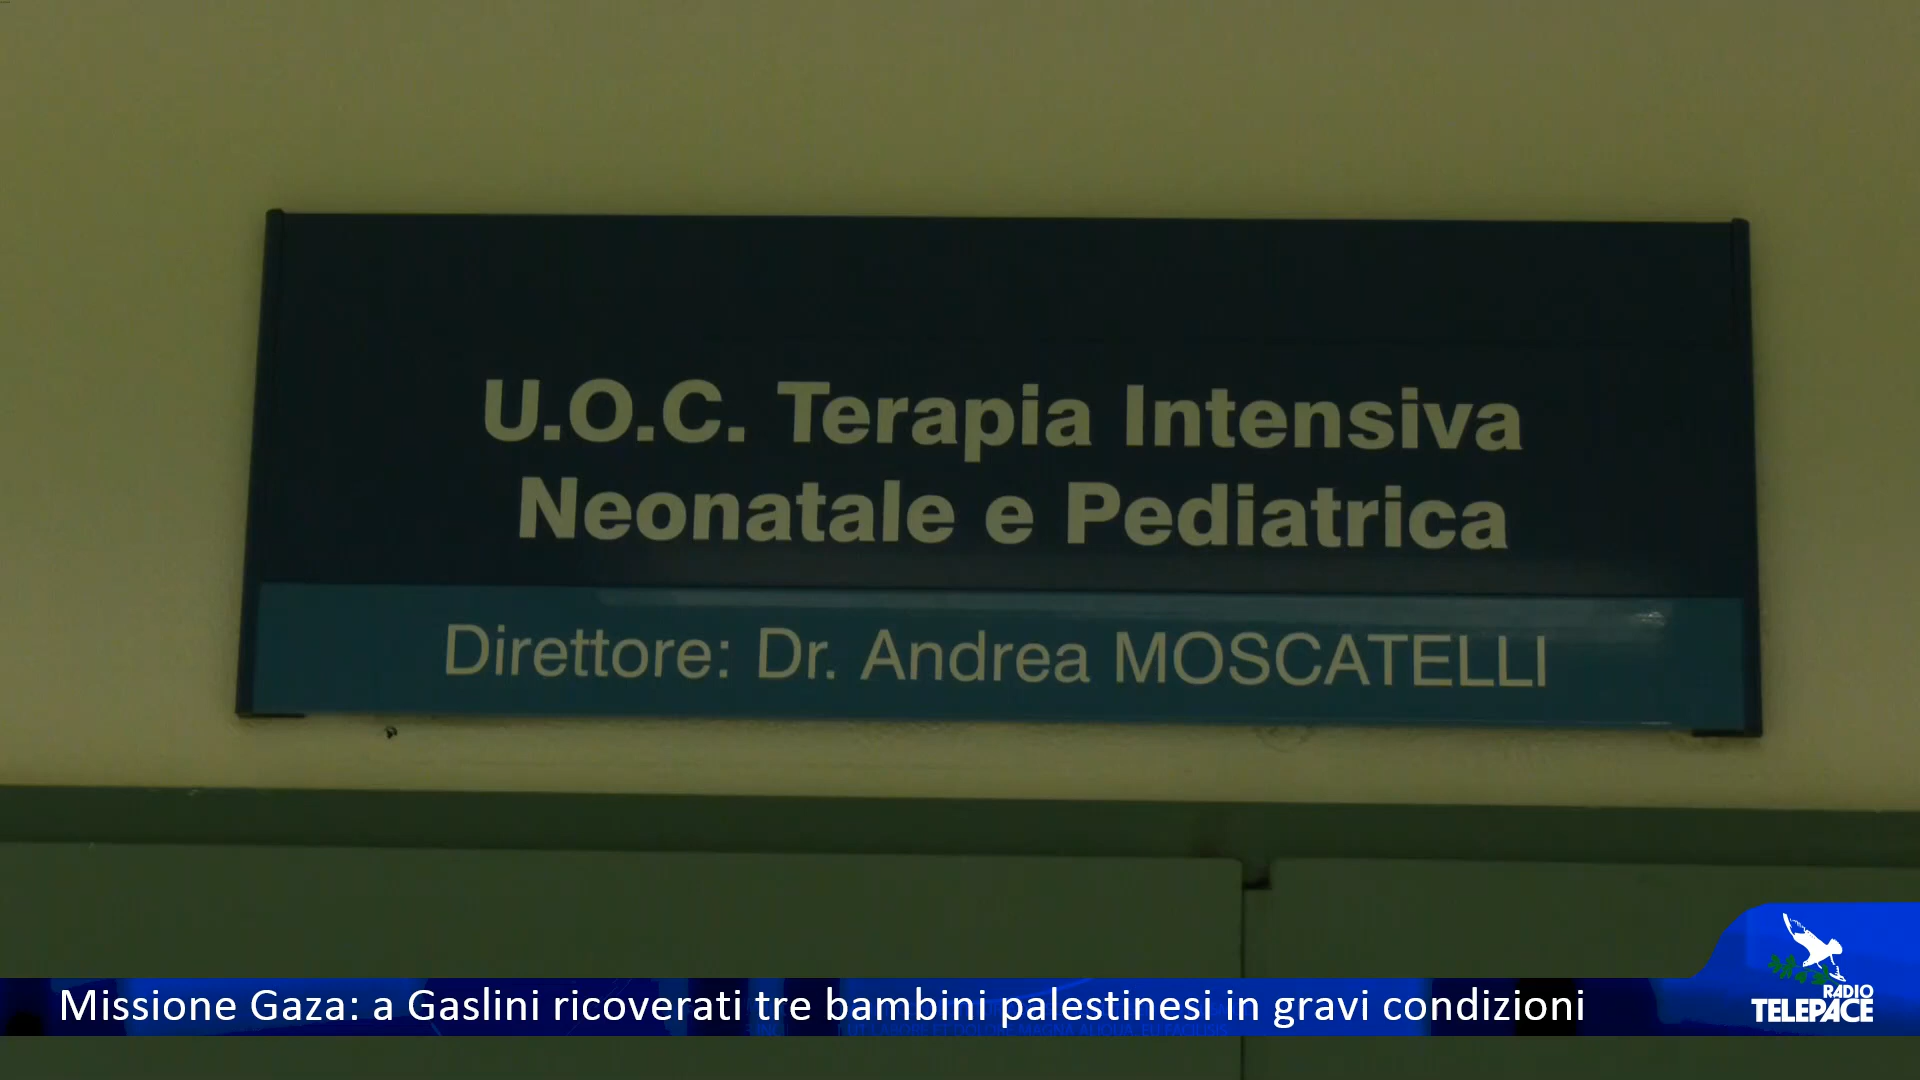 U.O.C. Terapia Intensiva
Neonatale e Pediatrica
Direttore: Dr. Andrea MOSCATELLI
Missione Gaza: a Gaslini ricoverati tre bambini palestinesi in gravi condizioni
RADIO
TELEPACE